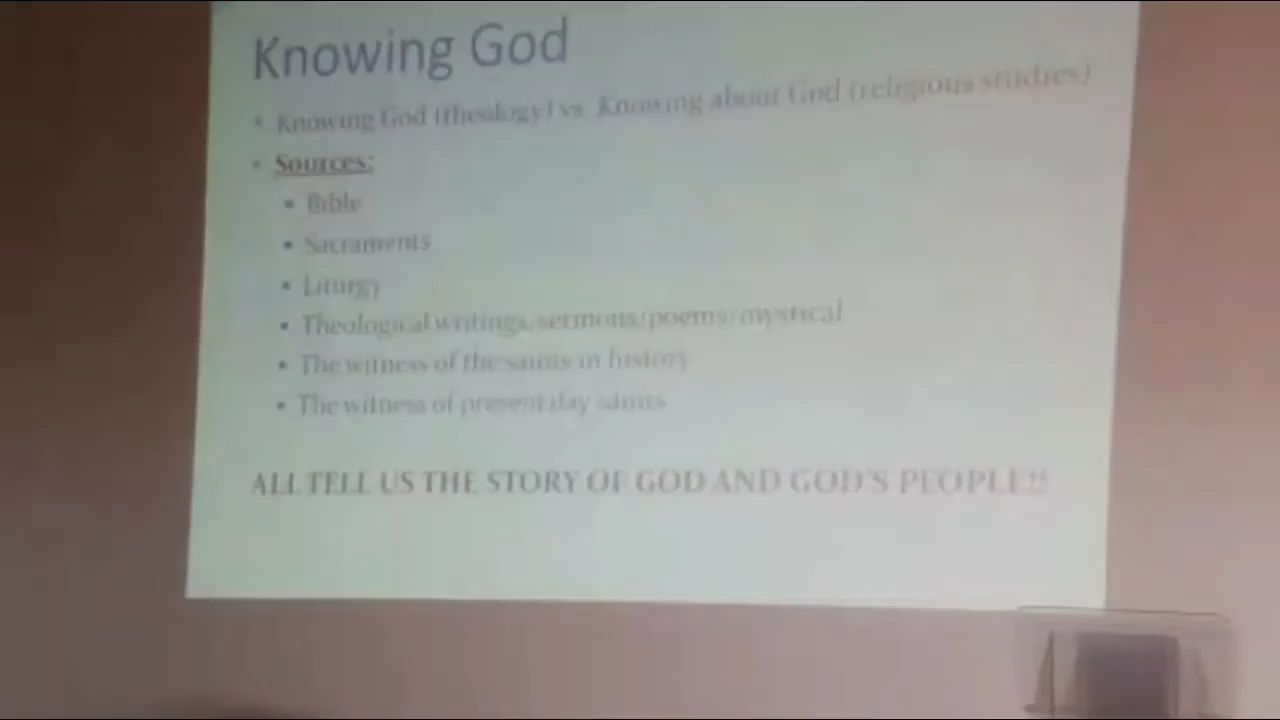 Knowing God
• Knowing God (theology) vs. Knowing about God (religious studies)
• Sources:
• Bible
• Sacraments
• Liturgy
• Theological writings/sermons/poems/mystical
• The witness of the saints in history
• The witness of present day saints
ALL TELL US THE STORY OF GOD AND GOD'S PEOPLE!!